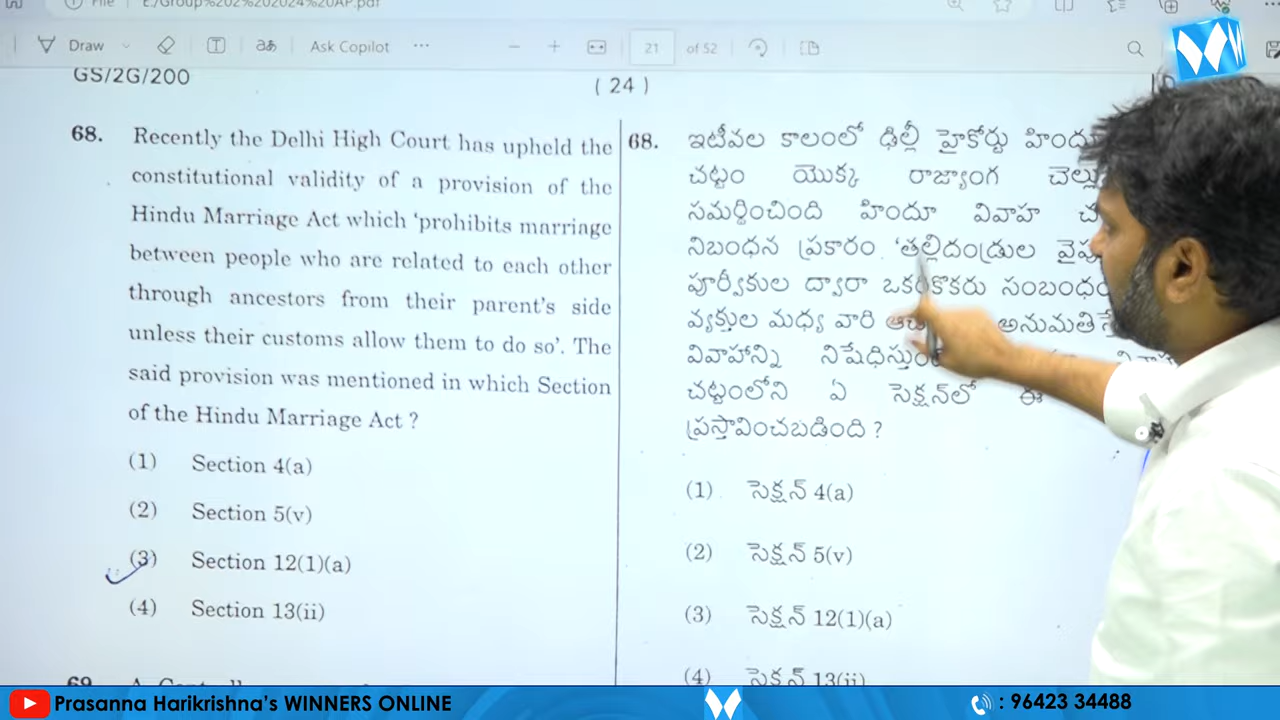 File
E:/Group%202%202024%20AP.pdf
Draw
Ask Copilot
21
of 52
GS/2G/200
( 24 )
68. Recently the Delhi High Court has upheld the
constitutional validity of a provision of the
Hindu Marriage Act which ‘prohibits marriage
between people who are related to each other
through ancestors from their parent's side
unless their customs allow them to do so’. The
said provision was mentioned in which Section
of the Hindu Marriage Act ?
(1) Section 4(a)
(2) Section 5(v)
(3) Section 12(1)(a)
(4) Section 13(ii)
68. ఇటీవల కాలంలో ఢిల్లీ హైకోర్టు హిందూ
చట్టం యొక్క రాజ్యాంగ
సమర్థించింది హిందూ వివాహ
నిబంధన ప్రకారం ‘తల్లిదండ్రుల
పూర్వీకుల ద్వారా ఒకరికొకరు
వ్యక్తుల మధ్య వారి
వివాహాన్ని
చట్టంలోని ఏ సెక్షన్‌లో ఈ
ప్రస్తావించబడింది ?
(1) సెక్షన్ 4(a)
(2) సెక్షన్ 5(v)
(3) సెక్షన్ 12(1)(a)
(4) సెక్షన్ 13(ii)
69.
Prasanna Harikrishna's WINNERS ONLINE
: 96423 34488